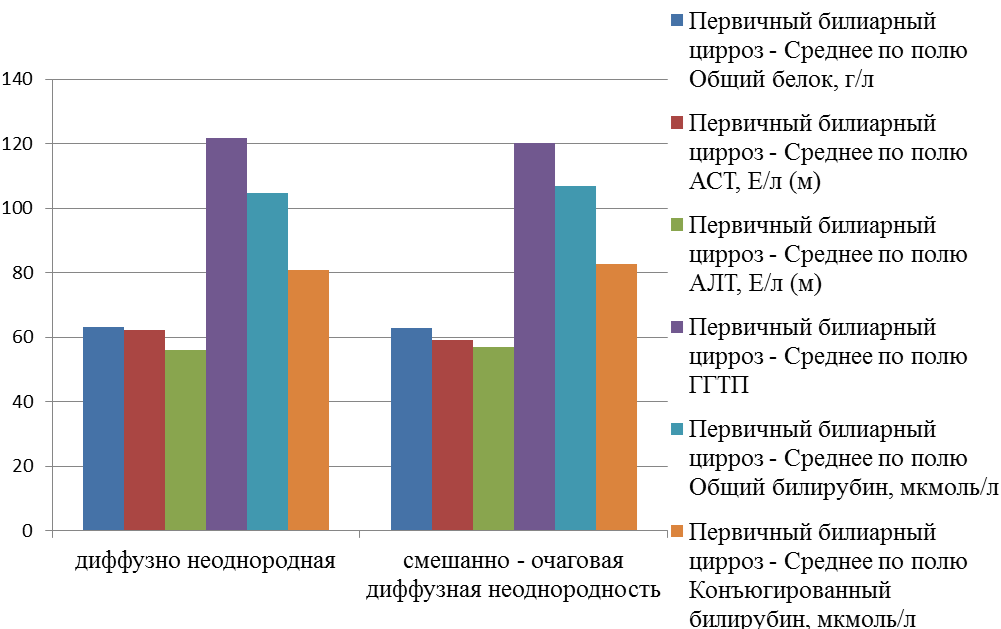 140
120
100
80
60
40
20
0
диффузно неоднородная
смешанно - очаговая
диффузная неоднородность
Первичный билиарный
цирроз - Среднее по полю
Общий белок, г/л
Первичный билиарный
цирроз - Среднее по полю
АСТ, Е/л (м)
Первичный билиарный
цирроз - Среднее по полю
АЛТ, Е/л (м)
Первичный билиарный
цирроз - Среднее по полю
ГГТП
Первичный билиарный
цирроз - Среднее по полю
Общий билирубин, мкмоль/л
Первичный билиарный
цирроз - Среднее по полю
Конъюгированный
билирубин, мкмоль/л